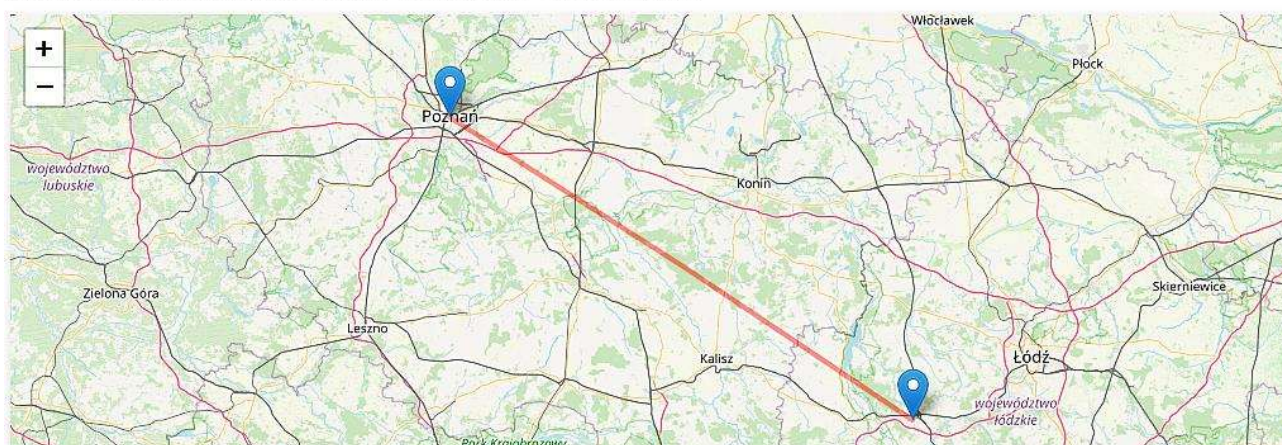 +
−
Włocławek
Płock
Poznań
województwo
lubuskie
Konin
Zielona Góra
Skierniewice
Leszno
Kalisz
Łódź
województwo
łódzkie
Park Krajobrazowy